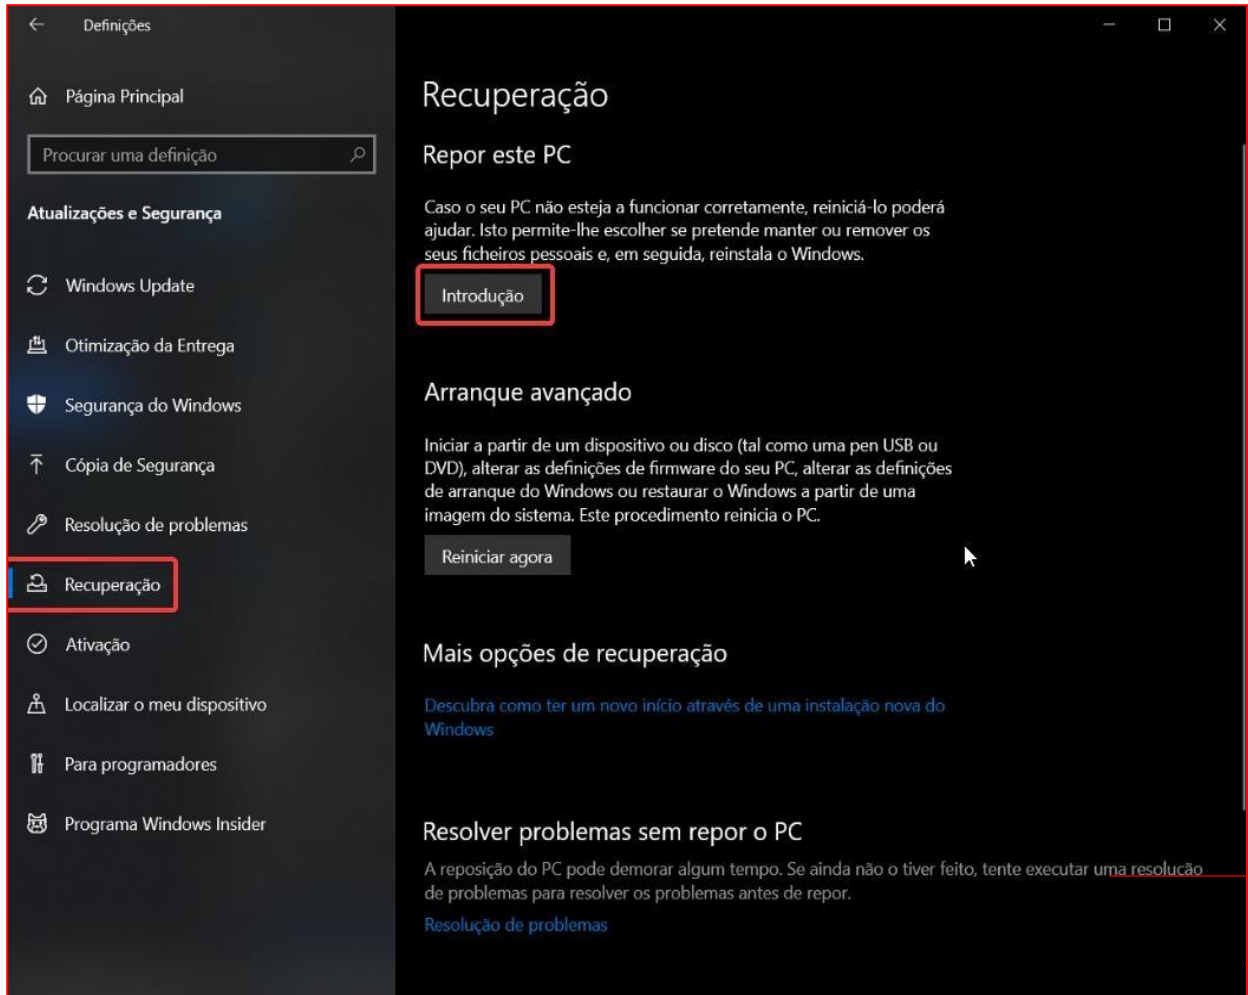 Definições
Página Principal
Procurar uma definição
Atualizações e Segurança
Windows Update
Otimização da Entrega
Segurança do Windows
Cópia de Segurança
Resolução de problemas
Recuperação
Ativação
Localizar o meu dispositivo
Para programadores
Programa Windows Insider
Recuperação
Repor este PC
Caso o seu PC não esteja a funcionar corretamente, reiniciá-lo poderá
ajudar. Isto permite-lhe escolher se pretende manter ou remover os
seus ficheiros pessoais e, em seguida, reinstala o Windows.
Introdução
Arranque avançado
Iniciar a partir de um dispositivo ou disco (tal como uma pen USB ou
DVD), alterar as definições de firmware do seu PC, alterar as definições
de arranque do Windows ou restaurar o Windows a partir de uma
imagem do sistema. Este procedimento reinicia o PC.
Reiniciar agora
Mais opções de recuperação
Descubra como ter um novo início através de uma instalação nova do
Windows
Resolver problemas sem repor o PC
A reposição do PC pode demorar algum tempo. Se ainda não o tiver feito, tente executar uma resolução
de problemas para resolver os problemas antes de repor.
Resolução de problemas